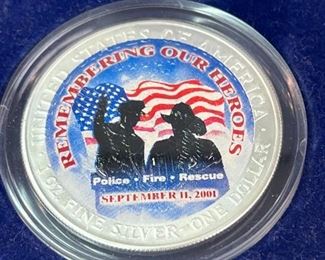 UNITED STATES OF AMERICA
REMEMBERING OUR HEROES
Police • Fire • Rescue
SEPTEMBER 11, 2001
1 OZ FINE SILVER · ONE DOLLAR